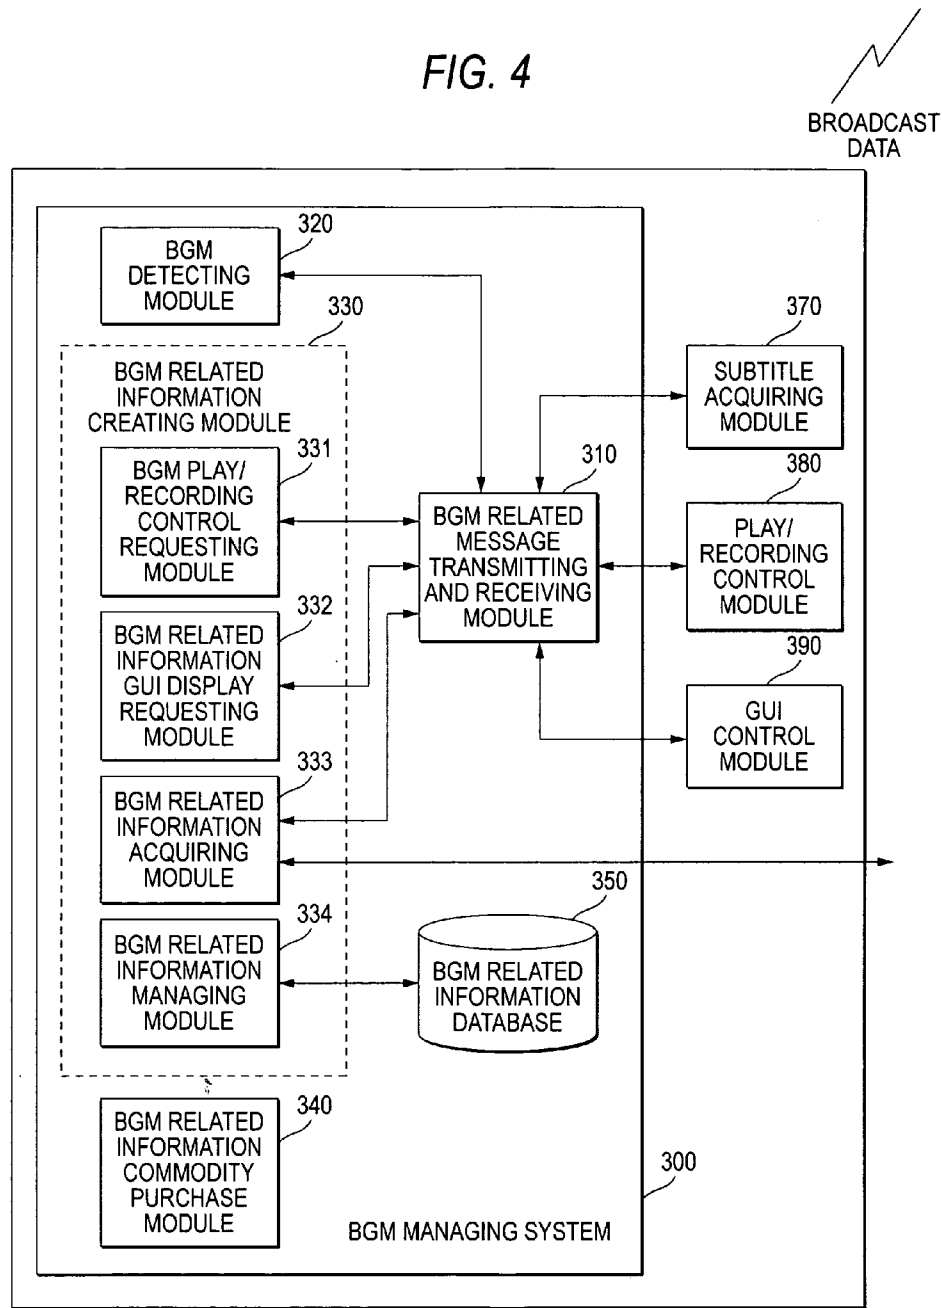 FIG. 4
BROADCAST
DATA
320
BGM
DETECTING
MODULE
330
BGM RELATED
INFORMATION
CREATING MODULE
331
BGM PLAY/
RECORDING
CONTROL
REQUESTING
MODULE
332
BGM RELATED
INFORMATION
GUI DISPLAY
REQUESTING
MODULE
333
BGM RELATED
INFORMATION
ACQUIRING
MODULE
334
BGM RELATED
INFORMATION
MANAGING
MODULE
340
BGM RELATED
INFORMATION
COMMODITY
PURCHASE
MODULE
310
BGM RELATED
MESSAGE
TRANSMITTING
AND RECEIVING
MODULE
350
BGM RELATED
INFORMATION
DATABASE
370
SUBTITLE
ACQUIRING
MODULE
380
PLAY/
RECORDING
CONTROL
MODULE
390
GUI
CONTROL
MODULE
300
BGM MANAGING SYSTEM